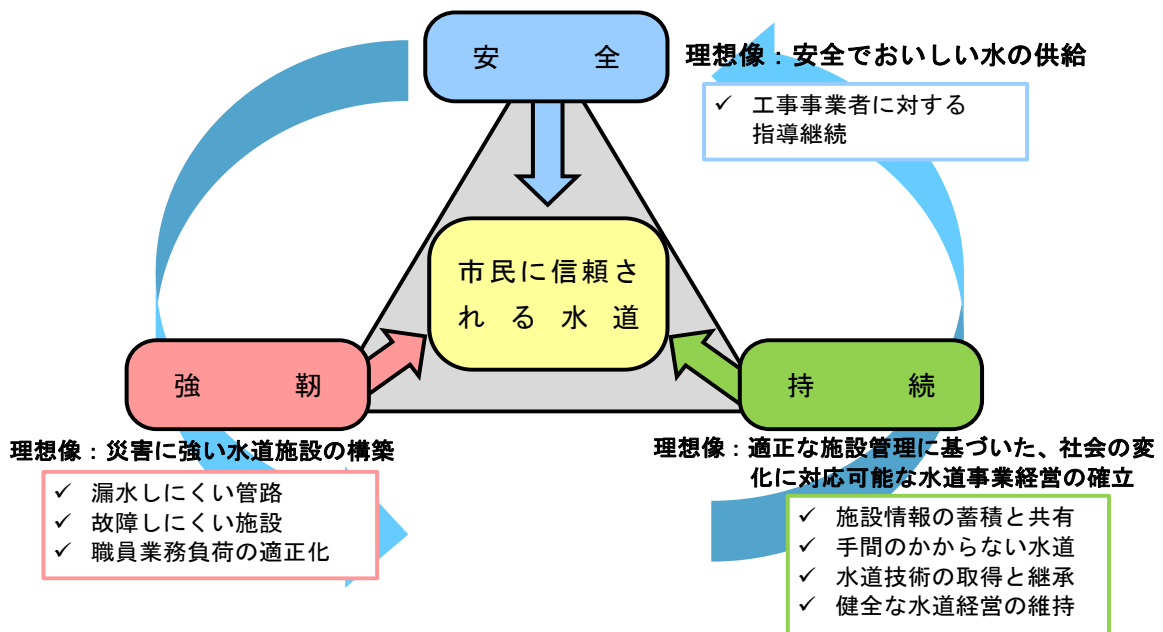 安全
理想像：安全でおいしい水の供給
✓ 工事事業者に対する
指導継続
市民に信頼さ
れる水道
強靭
理想像：災害に強い水道施設の構築
✓ 漏水しにくい管路
✓ 故障しにくい施設
✓ 職員業務負荷の適正化
持続
理想像：適正な施設管理に基づいた、社会の変
化に対応可能な水道事業経営の確立
✓ 施設情報の蓄積と共有
✓ 手間のかからない水道
✓ 水道技術の取得と継承
✓ 健全な水道経営の維持